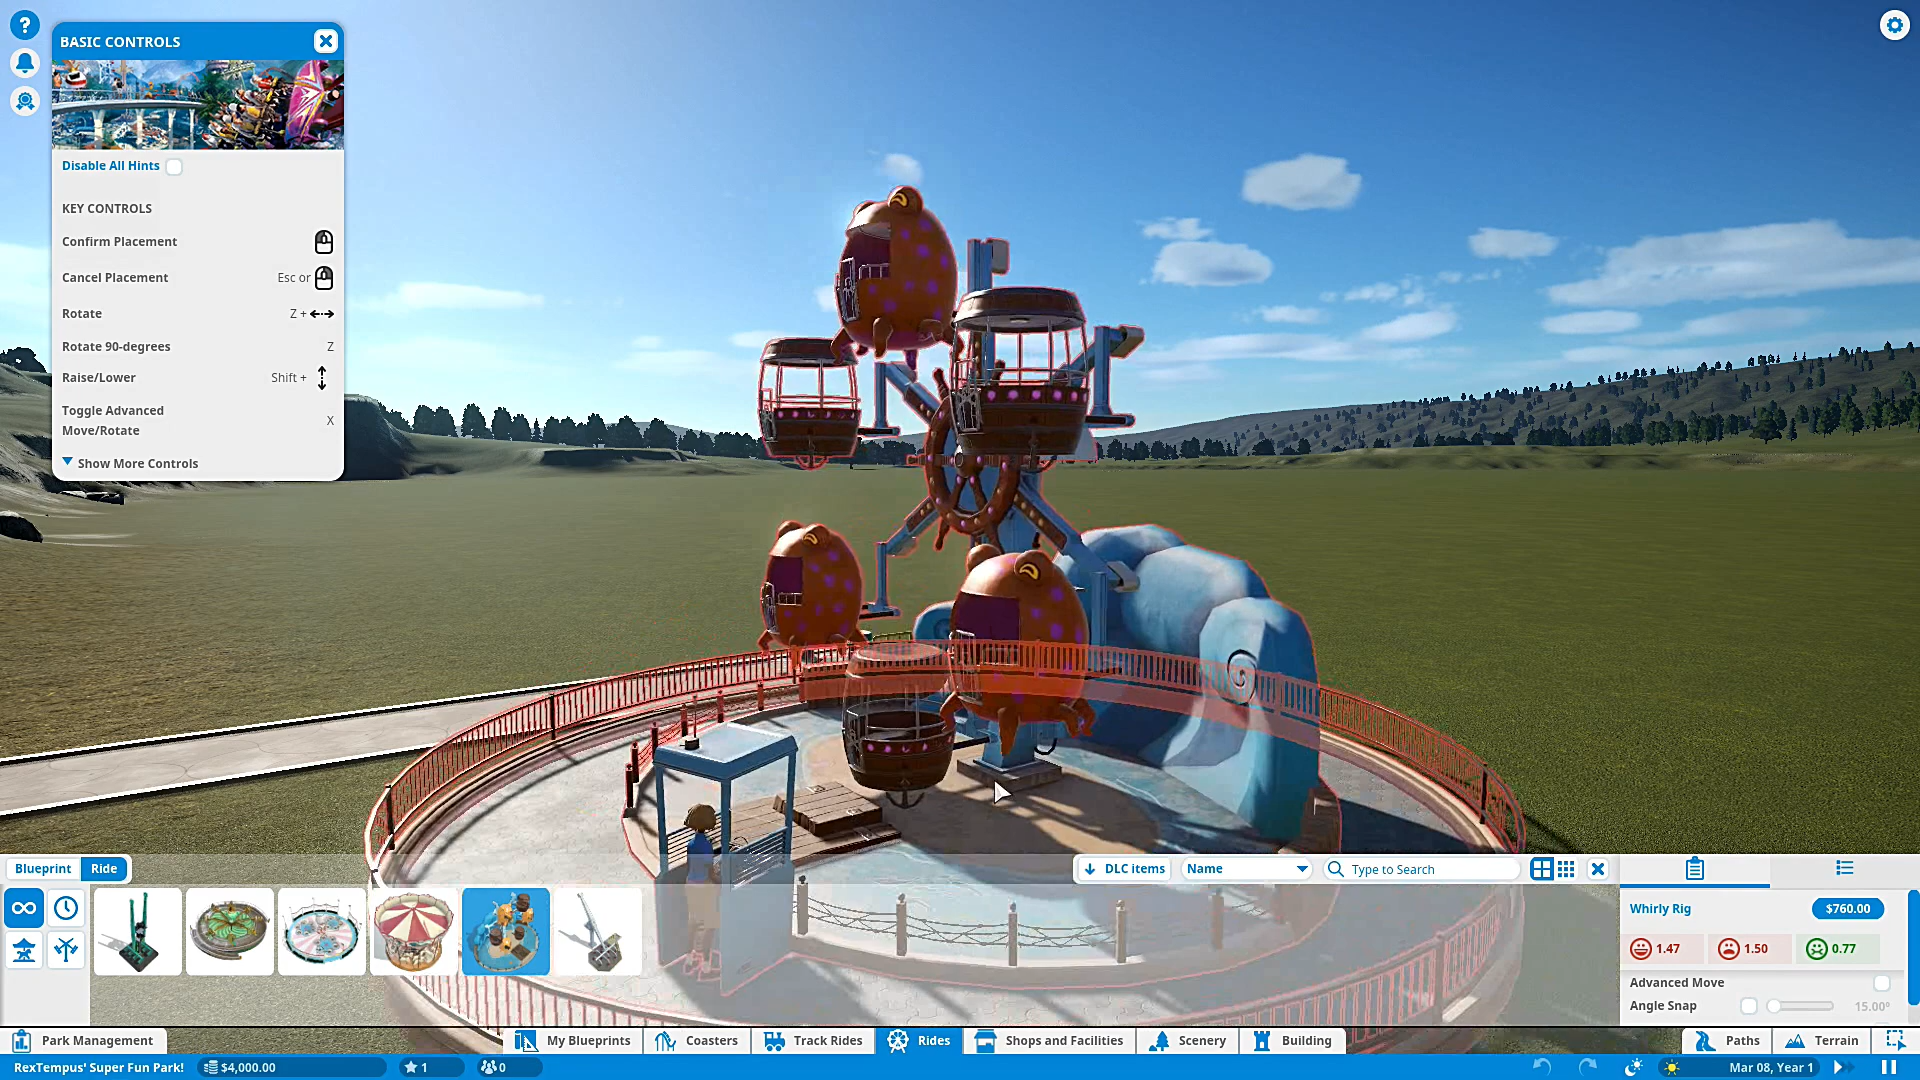 ?
BASIC CONTROLS
Disable All Hints
KEY CONTROLS
Confirm Placement
Cancel Placement Esc or
Rotate Z +
Rotate 90-degrees Z
Raise/Lower Shift +
Toggle Advanced
Move/Rotate X
Show More Controls
Blueprint Ride
DLC items Name Type to Search
Whirly Rig $760.00
1.47 1.50 0.77
Advanced Move
Angle Snap 15.00°
Park Management My Blueprints Coasters Track Rides Rides Shops and Facilities Scenery Building Paths Terrain
RexTempus' Super Fun Park! $4,000.00 1 0 Mar 08, Year 1